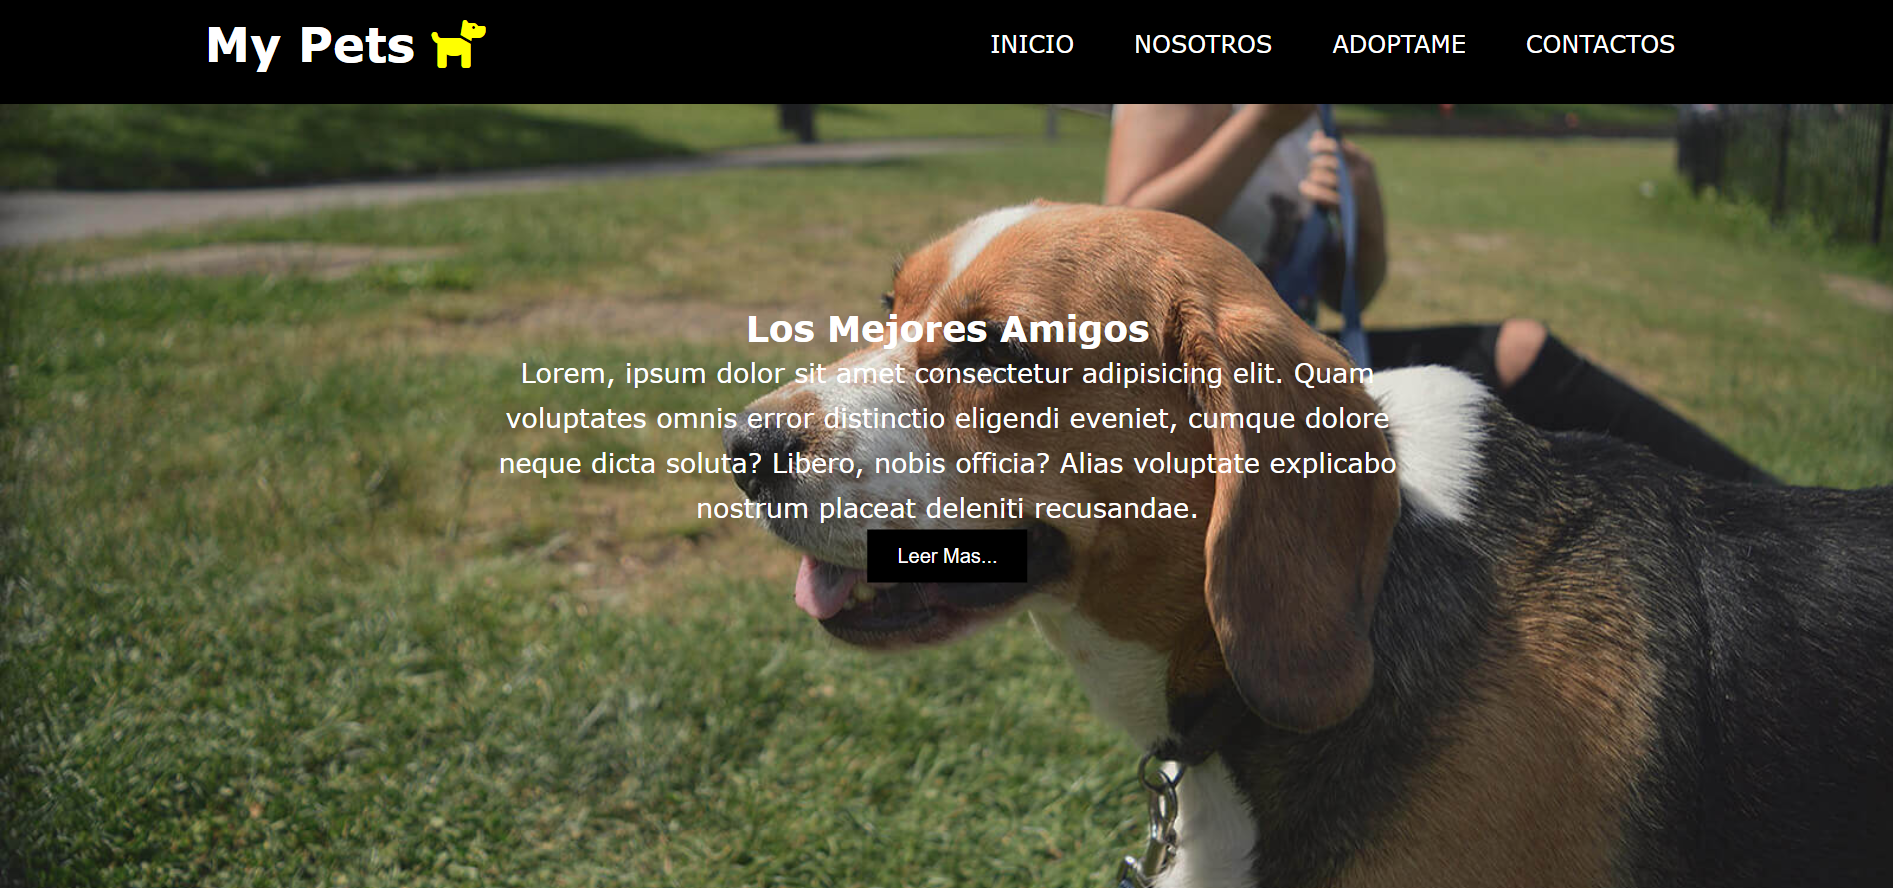 My Pets
INICIO NOSOTROS ADOPTAME CONTACTOS
Los Mejores Amigos
Lorem, ipsum dolor sit amet consectetur adipisicing elit. Quam
voluptates omnis error distinctio eligendi eveniet, cumque dolore
neque dicta soluta? Libero, nobis officia? Alias voluptate explicabo
nostrum placeat deleniti recusandae.
Leer Mas...